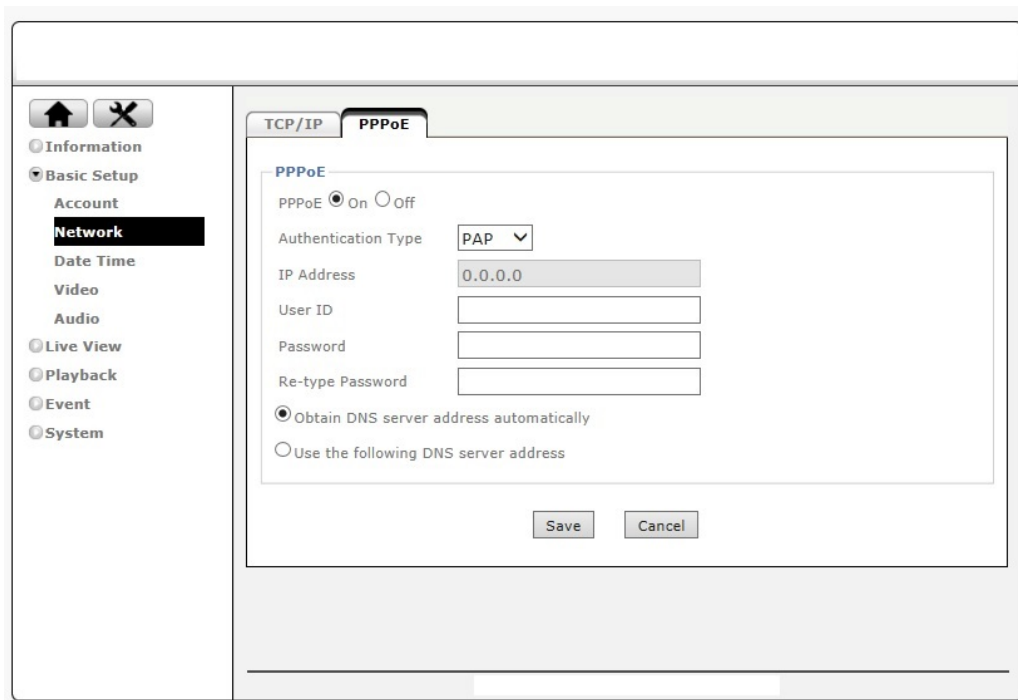 Information
Basic Setup
Account
Network
Date Time
Video
Audio
Live View
Playback
Event
System
TCP/IP PPPoE
PPPoE
PPPoE On Off
Authentication Type PAP
IP Address 0.0.0.0
User ID
Password
Re-type Password
Obtain DNS server address automatically
Use the following DNS server address
Save Cancel